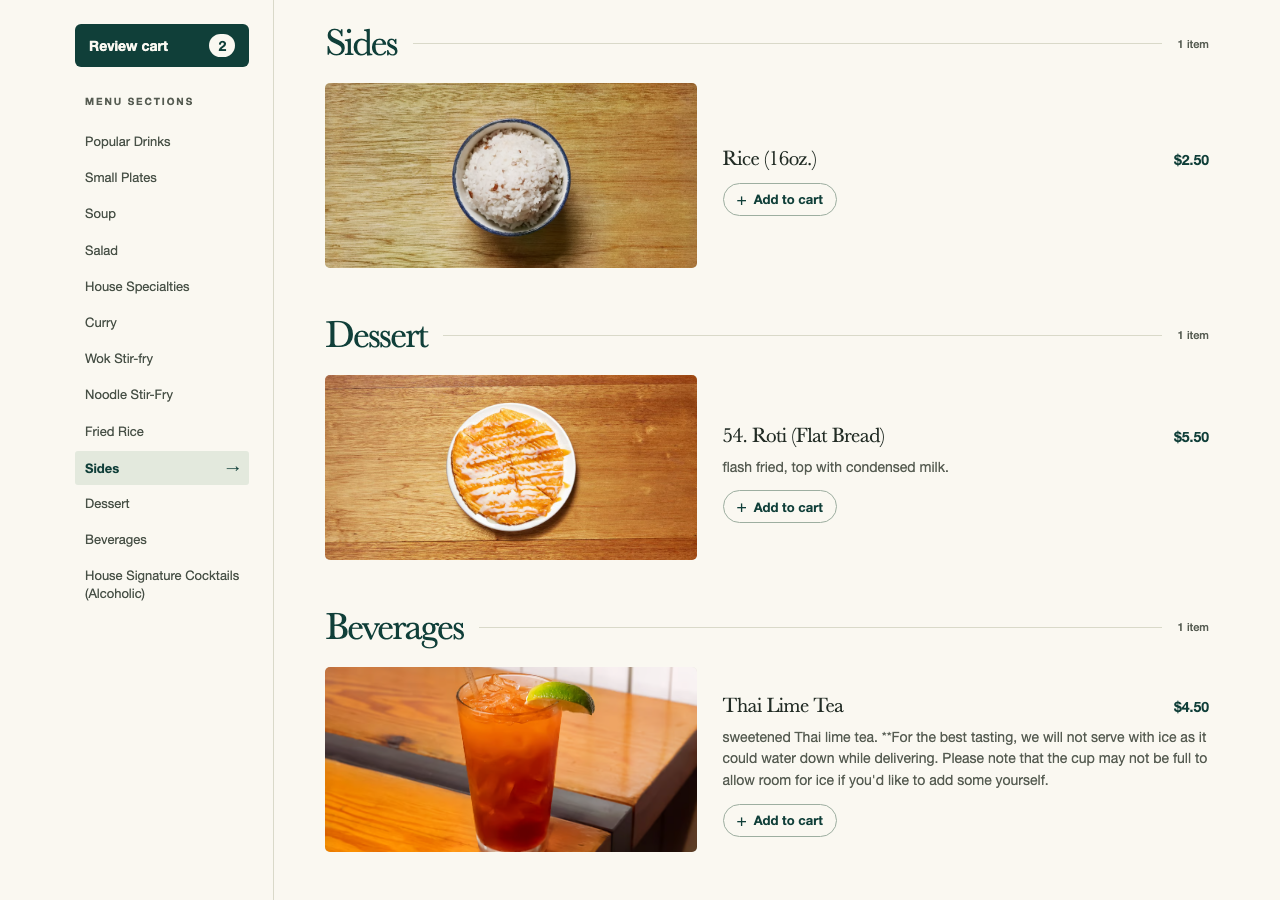 Review cart 2
MENU SECTIONS
Popular Drinks
Small Plates
Soup
Salad
House Specialties
Curry
Wok Stir-fry
Noodle Stir-Fry
Fried Rice
Sides →
Dessert
Beverages
House Signature Cocktails
(Alcoholic)
Sides 1 item
Rice (16oz.) $2.50
+ Add to cart
Dessert 1 item
54. Roti (Flat Bread) $5.50
flash fried, top with condensed milk.
+ Add to cart
Beverages 1 item
Thai Lime Tea $4.50
sweetened Thai lime tea. **For the best tasting, we will not serve with ice as it
could water down while delivering. Please note that the cup may not be full to
allow room for ice if you'd like to add some yourself.
+ Add to cart